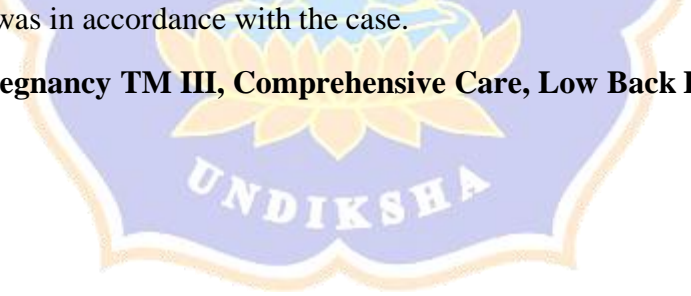 was in accordance with the case.
egnancy TM III, Comprehensive Care, Low Back
UNDIKSHA